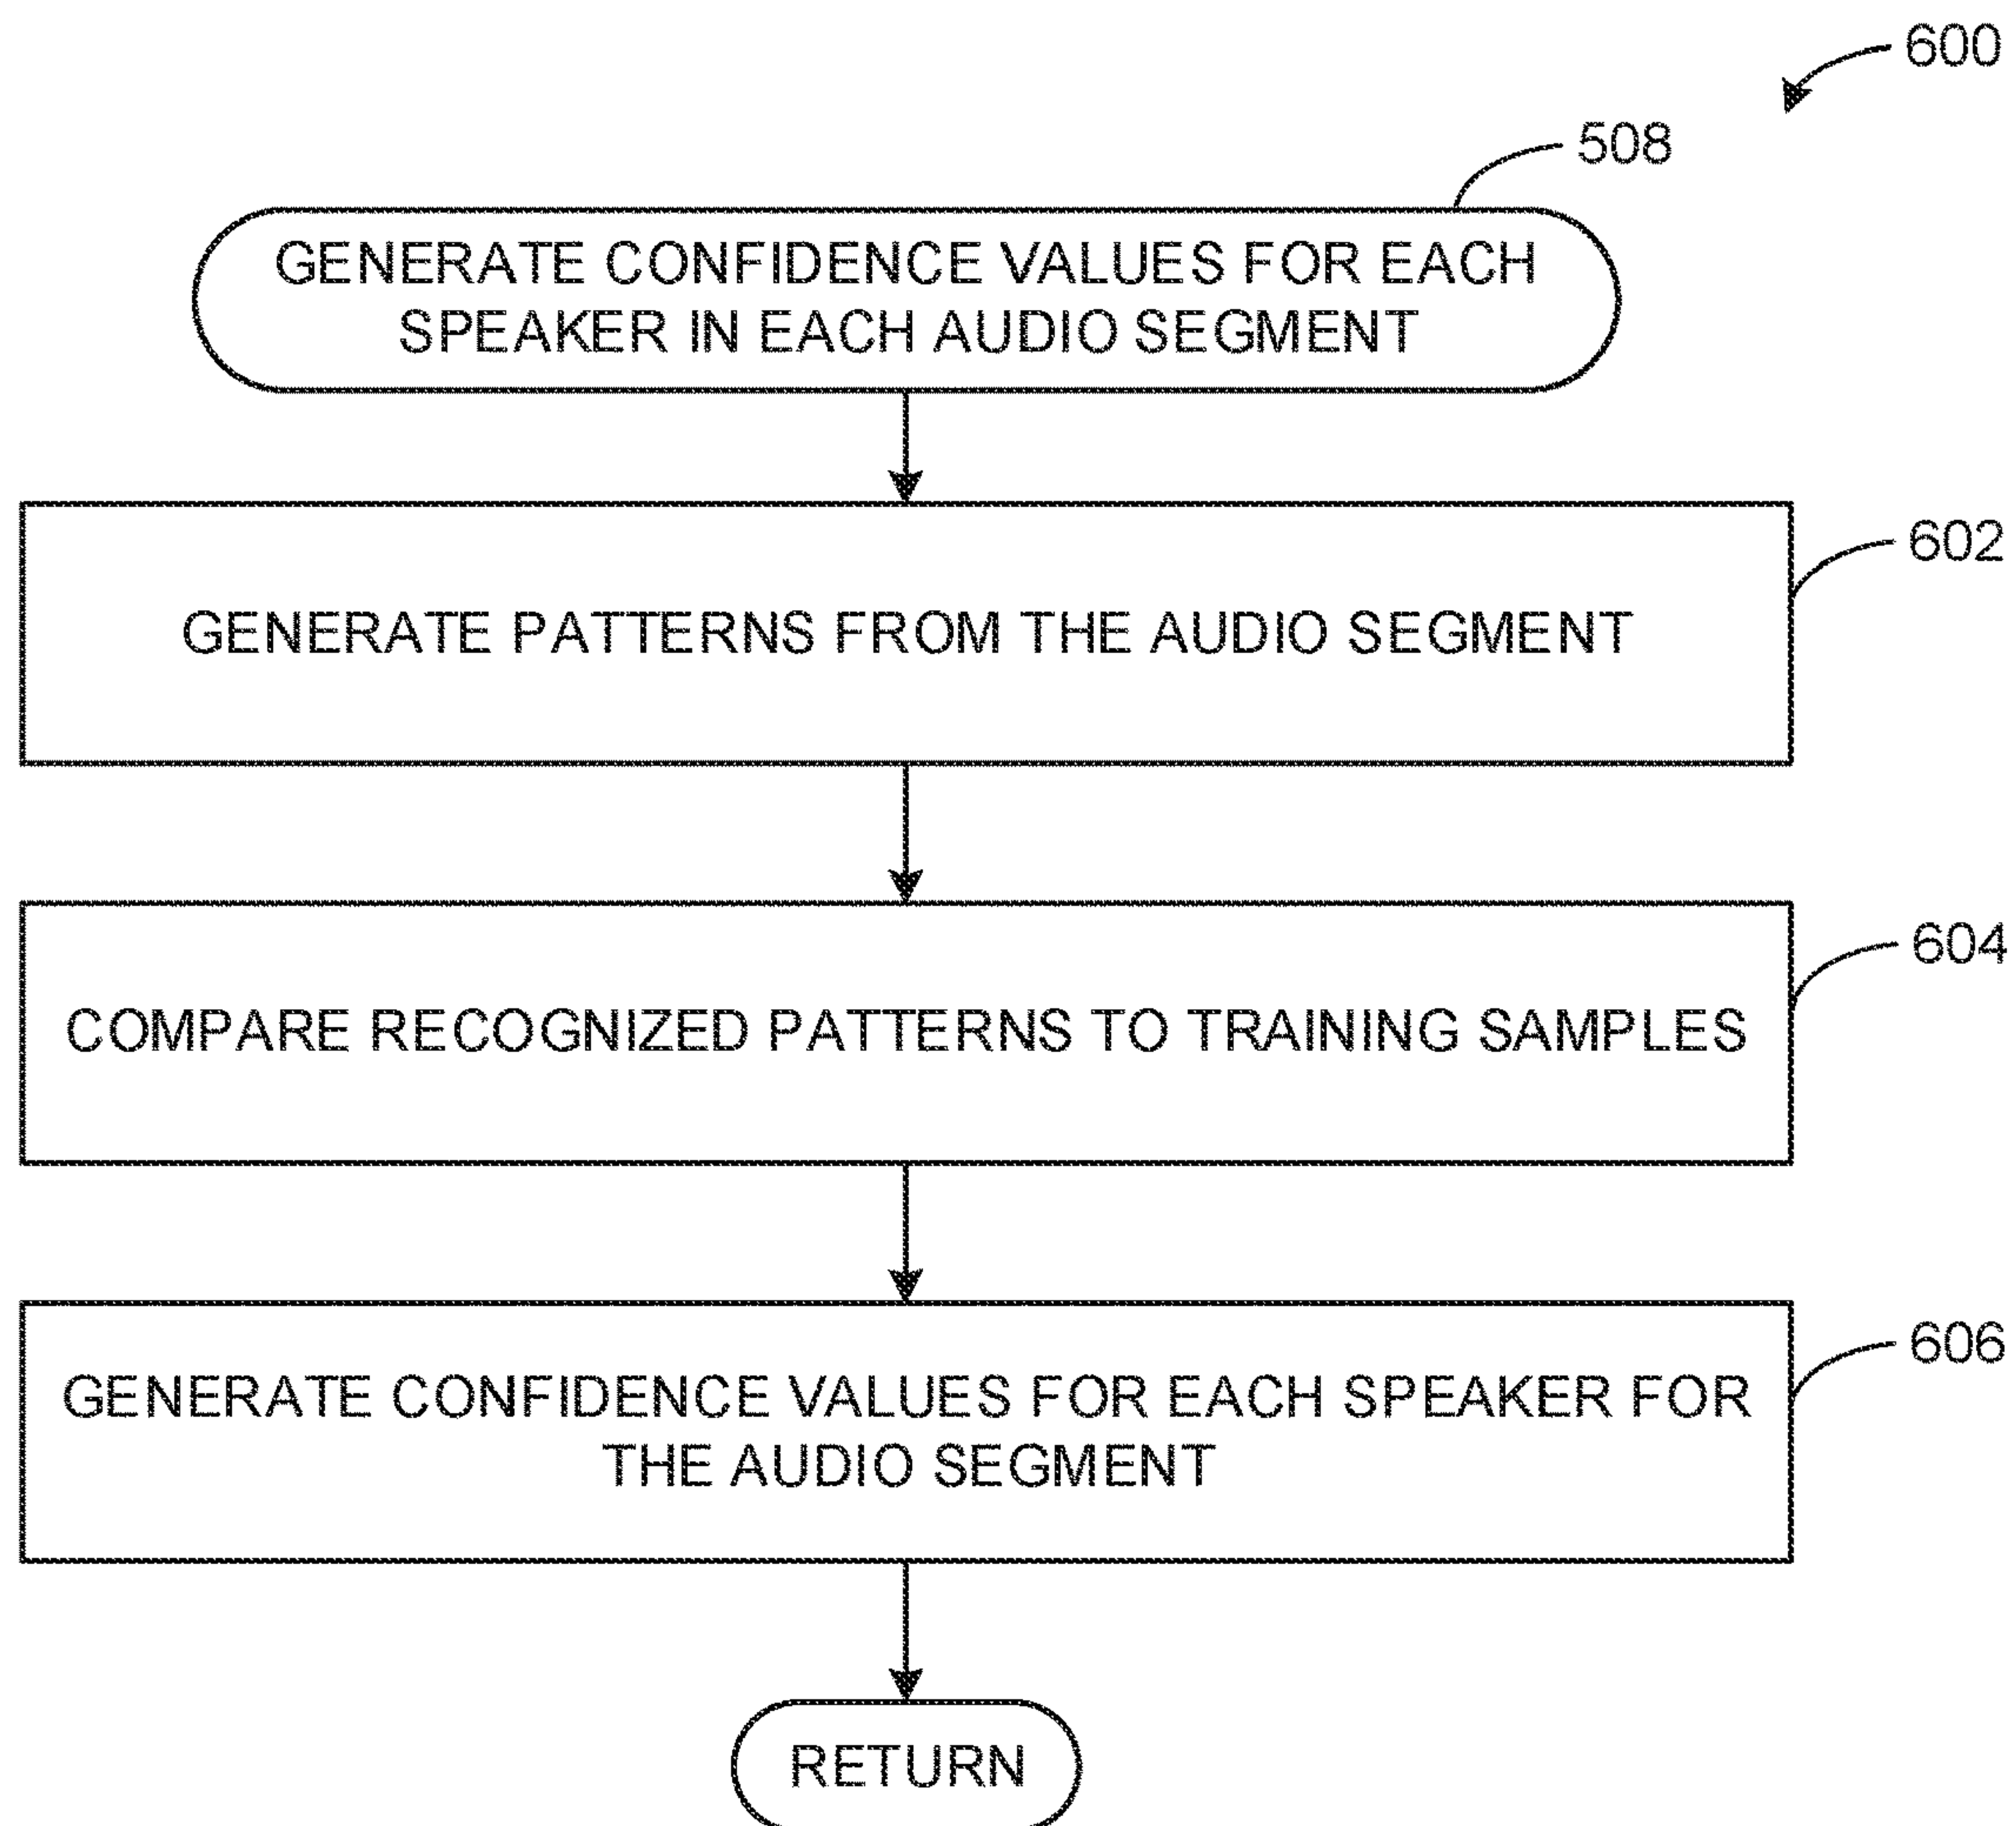 600
508
GENERATE CONFIDENCE VALUES FOR EACH
SPEAKER IN EACH AUDIO SEGMENT
602
GENERATE PATTERNS FROM THE AUDIO SEGMENT
604
COMPARE RECOGNIZED PATTERNS TO TRAINING SAMPLES
606
GENERATE CONFIDENCE VALUES FOR EACH SPEAKER FOR
THE AUDIO SEGMENT
RETURN